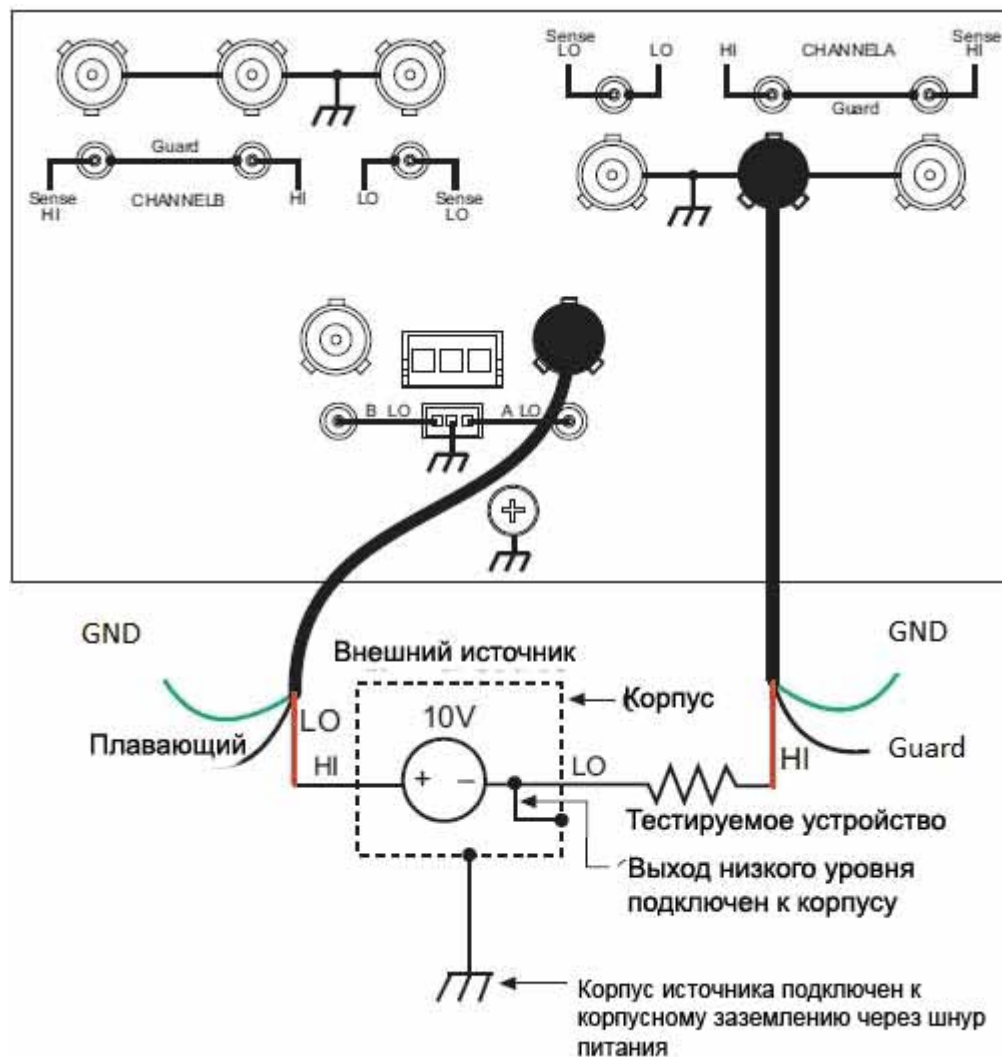 Sense
LO
LO
HI
CHANNELA
Sense
HI
Guard
Guard
Sense
HI
CHANNELB
HI
LO
Sense
LO
B LO
A LO
GND
GND
Внешний источник
Корпус
LO
10V
Плавающий
HI
+ –
LO
HI
Guard
Тестируемое устройство
Выход низкого уровня
подключен к корпусу
Корпус источника подключен к
корпусному заземлению через шнур
питания